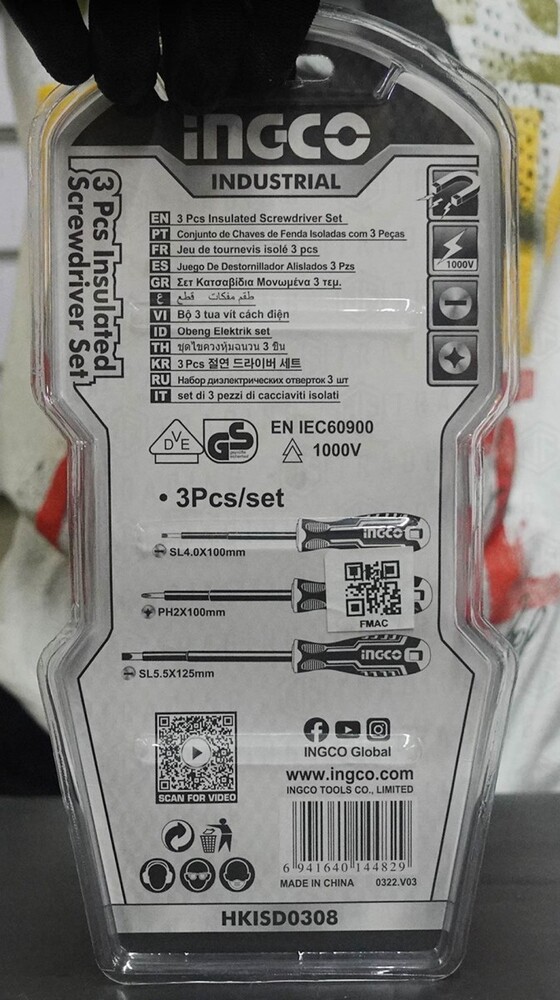 INGCO
INDUSTRIAL
3 Pcs Insulated
Screwdriver Set
EN 3 Pcs Insulated Screwdriver Set
PT Conjunto de Chaves de Fenda Isoladas com 3 Peças
FR Jeu de tournevis isolé 3 pcs
ES Juego De Destornillador Alislados 3 Pzs
GR Σετ Κατσαβίδια Μονωμένα 3 τεμ.
ع طقم مفكات قطع
VI Bộ 3 tua vít cách điện
ID Obeng Elektrik set
TH ชุดไขควงหุ้มฉนวน 3 ชิ้น
KR 3 Pcs 절연 드라이버 세트
RU Набор диэлектрических отверток 3 шт
IT set di 3 pezzi di cacciaviti isolati
1000V
DVE GS
EN IEC60900
1000V
• 3Pcs/set
INGCO
SL4.0X100mm
PH2X100mm
FMAC
INGCO
SL5.5X125mm
SCAN FOR VIDEO
INGCO Global
www.ingco.com
INGCO TOOLS CO., LIMITED
6 941640 144829
MADE IN CHINA 0322.V03
HKISD0308